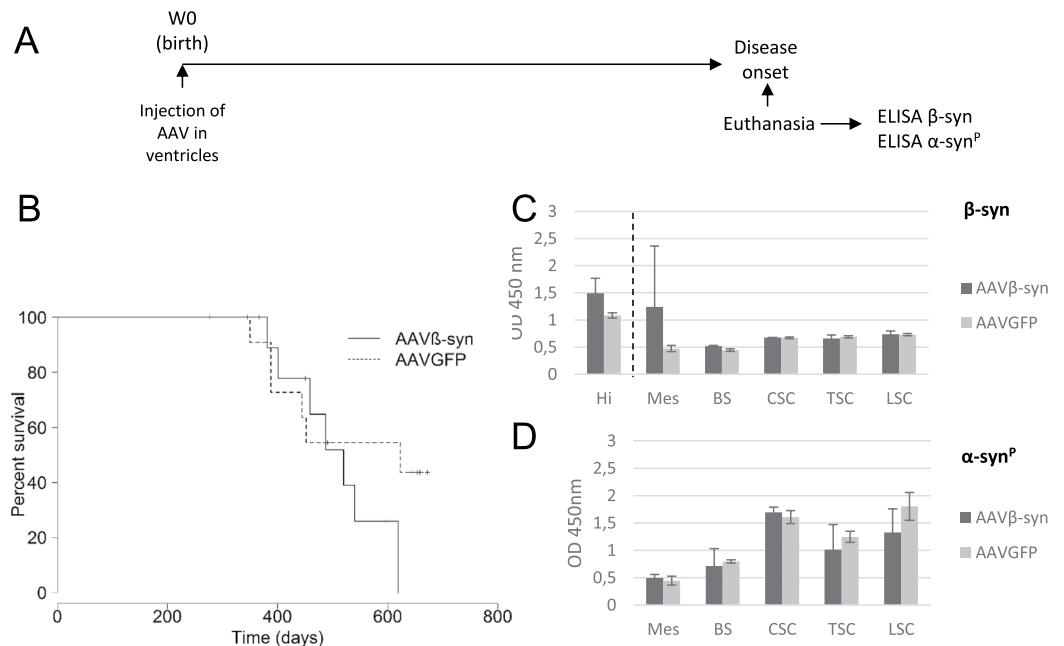 A
W0
(birth)
Injection of
AAV in
ventricles
Disease
onset
Euthanasia
ELISA β-syn
ELISA α-synᴾ
B
Percent survival
100
80
60
40
20
0
AAVß-syn
AAVGFP
0 200 400 600 800
Time (days)
C
β-syn
OD 450 nm
3
2,5
2
1,5
1
0,5
0
Hi Mes BS CSC TSC LSC
AAVβ-syn
AAVGFP
D
α-synᴾ
OD 450nm
3
2,5
2
1,5
1
0,5
0
Mes BS CSC TSC LSC
AAVβ-syn
AAVGFP